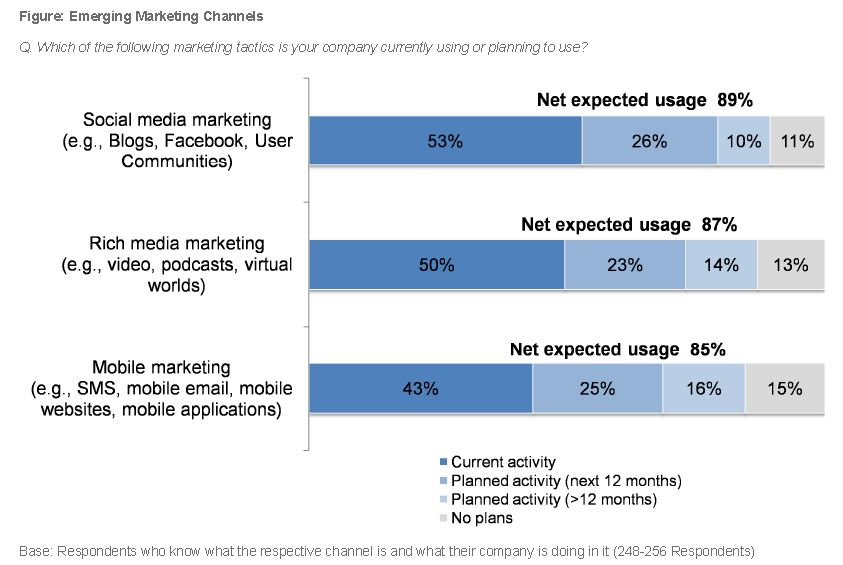 Figure: Emerging Marketing Channels
Q. Which of the following marketing tactics is your company currently using or planning to use?
Net expected usage 89%
Social media marketing
(e.g., Blogs, Facebook, User
Communities)
53% 26% 10% 11%
Net expected usage 87%
Rich media marketing
(e.g., video, podcasts, virtual
worlds)
50% 23% 14% 13%
Net expected usage 85%
Mobile marketing
(e.g., SMS, mobile email, mobile
websites, mobile applications)
43% 25% 16% 15%
Current activity
Planned activity (next 12 months)
Planned activity (>12 months)
No plans
Base: Respondents who know what the respective channel is and what their company is doing in it (248-256 Respondents)